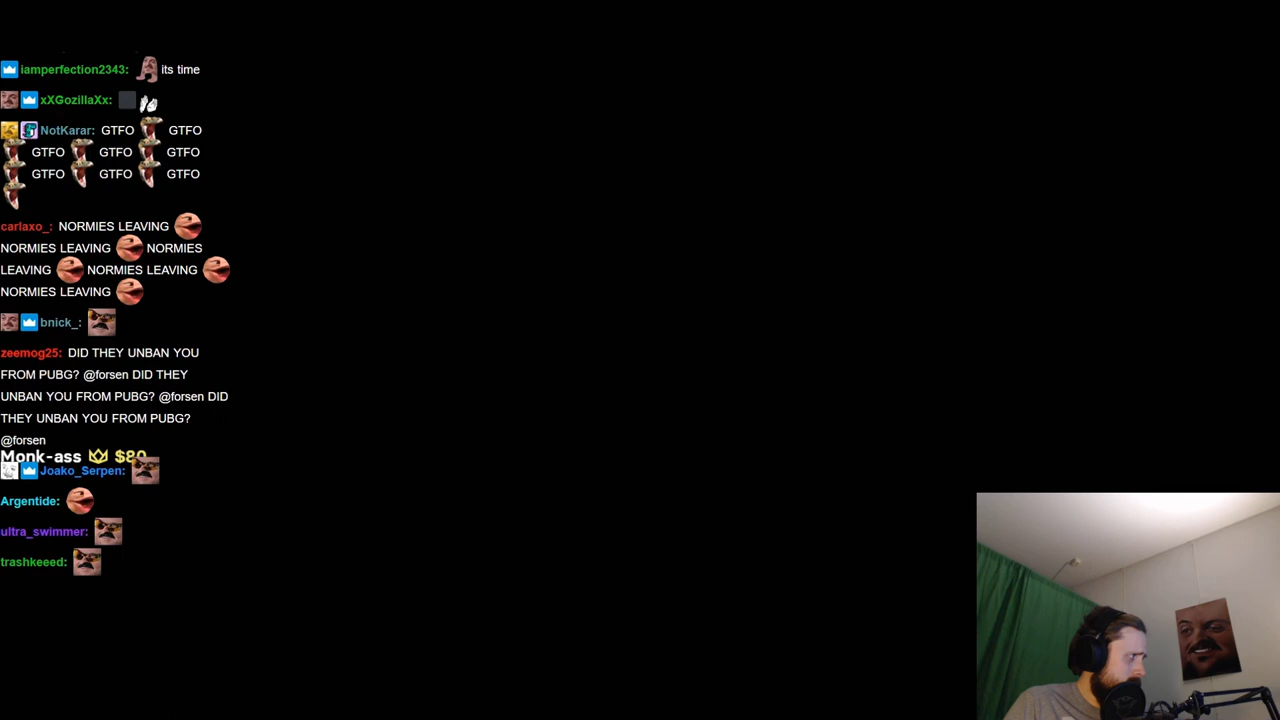 iamperfection2343: its time
xXGozillaXx:
NotKarar: GTFO GTFO
GTFO GTFO GTFO
GTFO GTFO GTFO
carlaxo_: NORMIES LEAVING
NORMIES LEAVING NORMIES
LEAVING NORMIES LEAVING
NORMIES LEAVING
bnick_:
zeemog25: DID THEY UNBAN YOU
FROM PUBG? @forsen DID THEY
UNBAN YOU FROM PUBG? @forsen DID
THEY UNBAN YOU FROM PUBG?
@forsen
Monk-ass $80
Joako_Serpen:
Argentide:
ultra_swimmer:
trashkeeed: